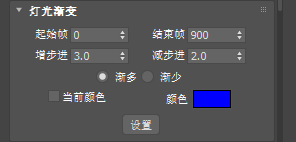 灯光渐变
起始帧 0 结束帧 900
增步进 3.0 减步进 2.0
渐多 渐少
当前颜色 颜色
设置